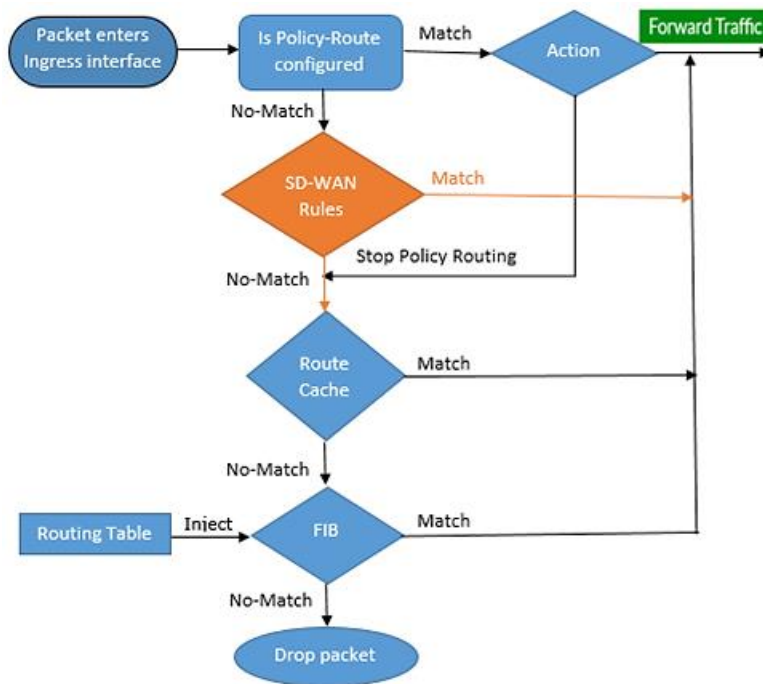 Packet enters
Ingress interface
Is Policy-Route
configured
Match
Action
Forward Traffic
No-Match
SD-WAN
Rules
Match
Stop Policy Routing
No-Match
Route
Cache
Match
No-Match
Routing Table
Inject
FIB
Match
No-Match
Drop packet